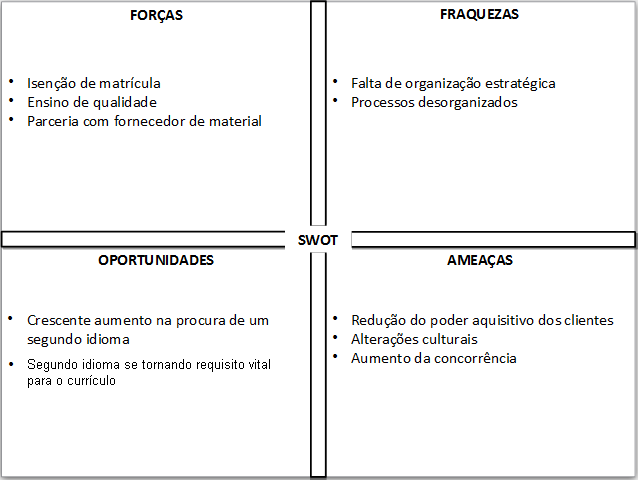 FORÇAS
• Isenção de matrícula
• Ensino de qualidade
• Parceria com fornecedor de material
FRAQUEZAS
• Falta de organização estratégica
• Processos desorganizados
SWOT
OPORTUNIDADES
• Crescente aumento na procura de um
segundo idioma
• Segundo idioma se tornando requisito vital
para o currículo
AMEAÇAS
• Redução do poder aquisitivo dos clientes
• Alterações culturais
• Aumento da concorrência